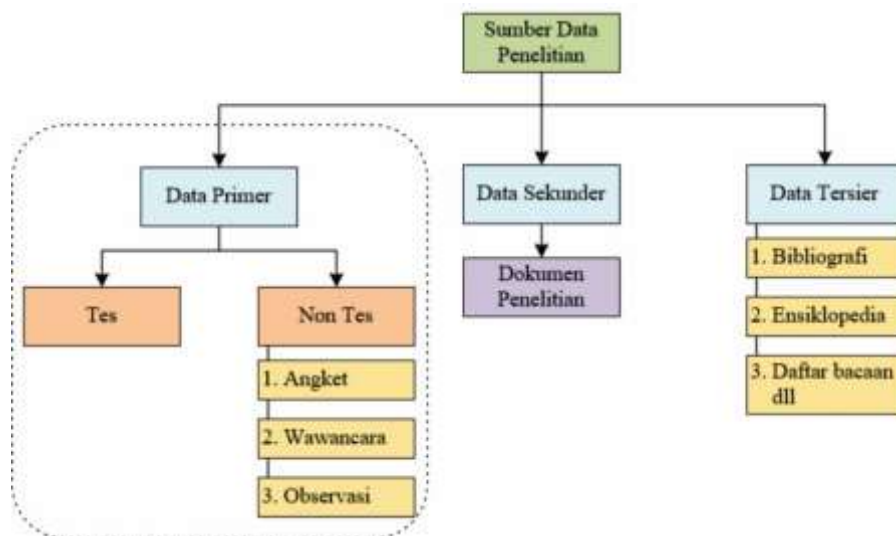 Sumber Data
Penelitian
Data Primer
Data Sekunder
Data Tersier
Tes
Non Tes
1. Angket
2. Wawancara
3. Observasi
Dokumen
Penelitian
1. Bibliografi
2. Ensiklopedia
3. Daftar bacaan
dll